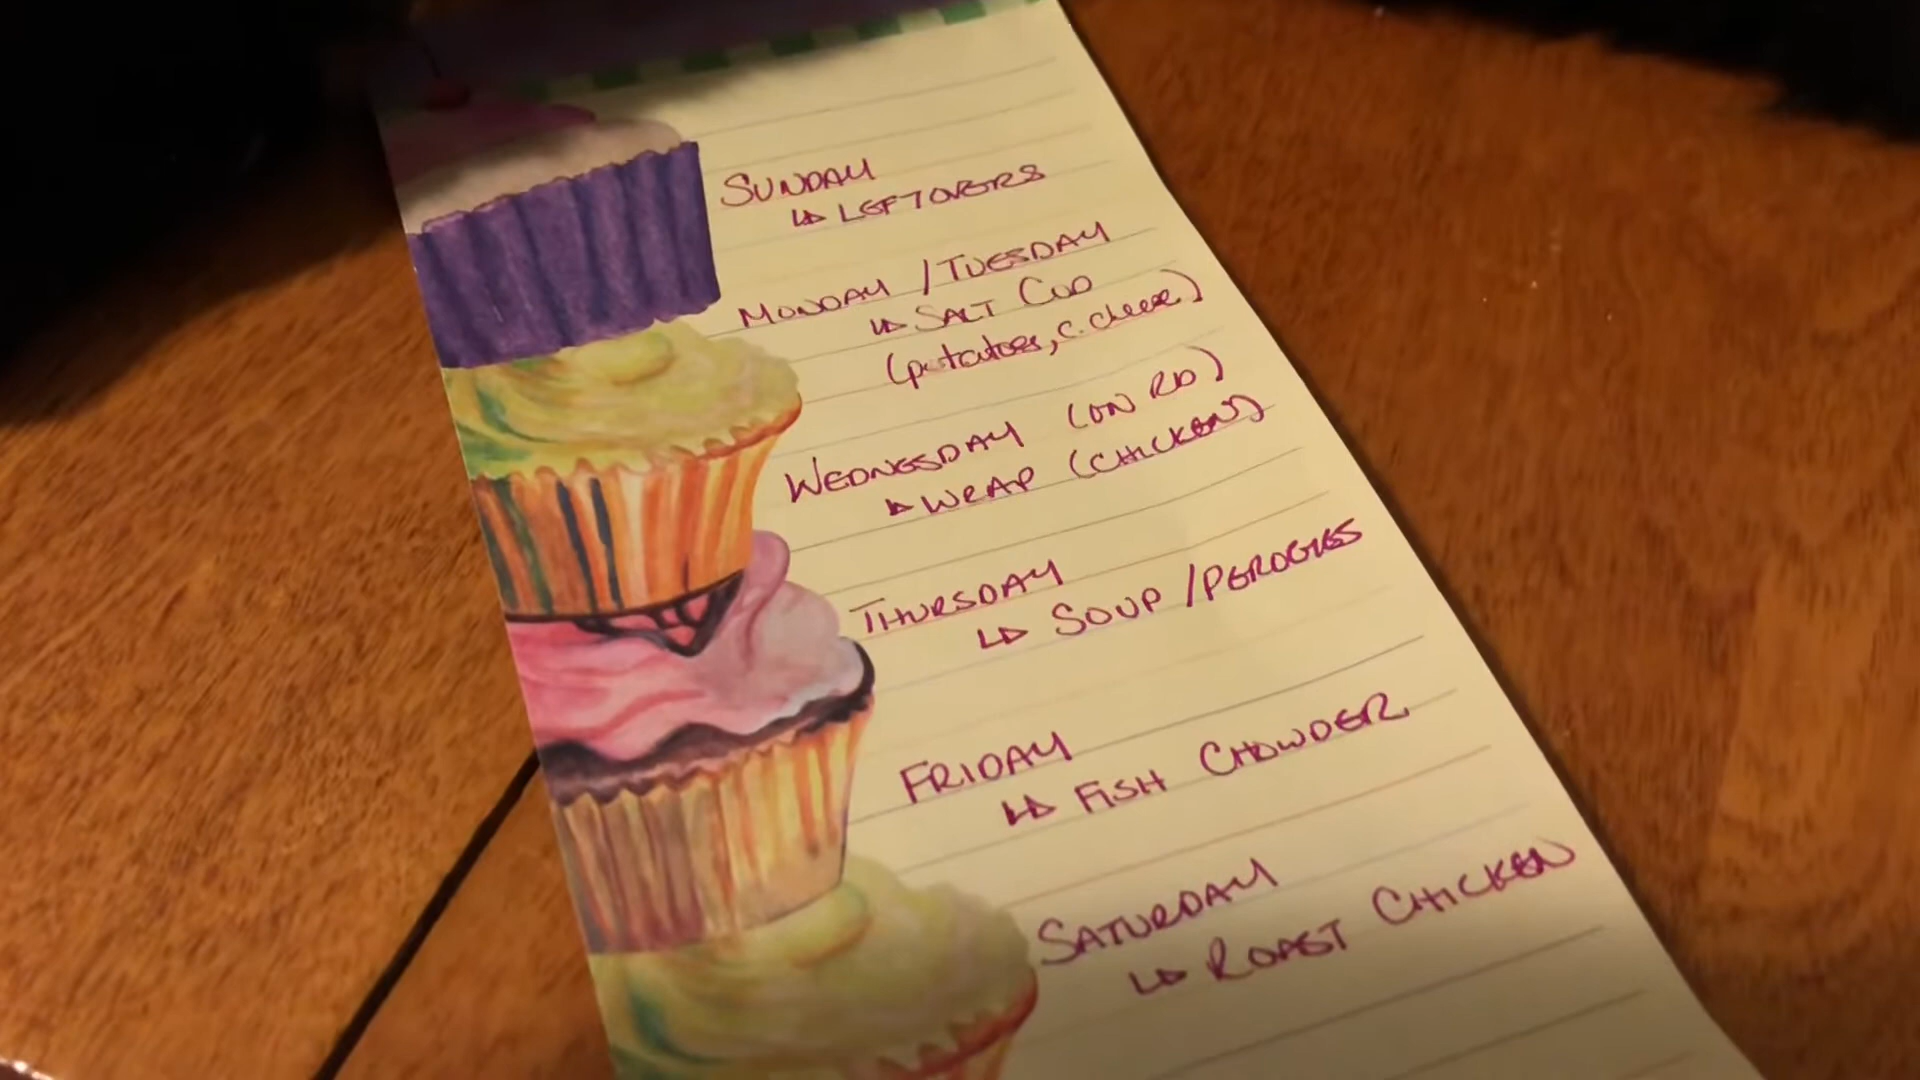 SUNDAY
↳ LEFTOVERS
MONDAY / TUESDAY
↳ SALT COD
(potatoes, c. cheese)
WEDNESDAY (ON RD)
↳ WRAP (CHICKEN)
THURSDAY
↳ SOUP / PEROGIES
FRIDAY
↳ FISH CHOWDER
SATURDAY
↳ ROAST CHICKEN